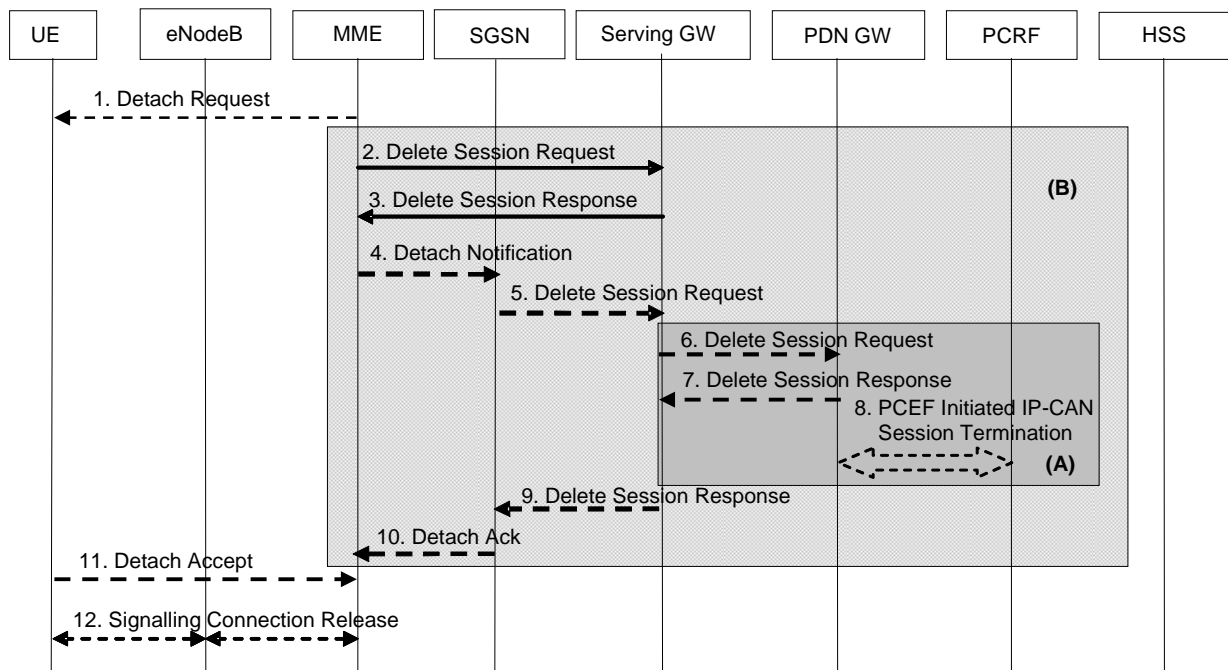 UE
eNodeB
MME
SGSN
Serving GW
PDN GW
PCRF
HSS
1. Detach Request
2. Delete Session Request
(B)
3. Delete Session Response
4. Detach Notification
5. Delete Session Request
6. Delete Session Request
7. Delete Session Response
8. PCEF Initiated IP-CAN
Session Termination
(A)
9. Delete Session Response
10. Detach Ack
11. Detach Accept
12. Signalling Connection Release